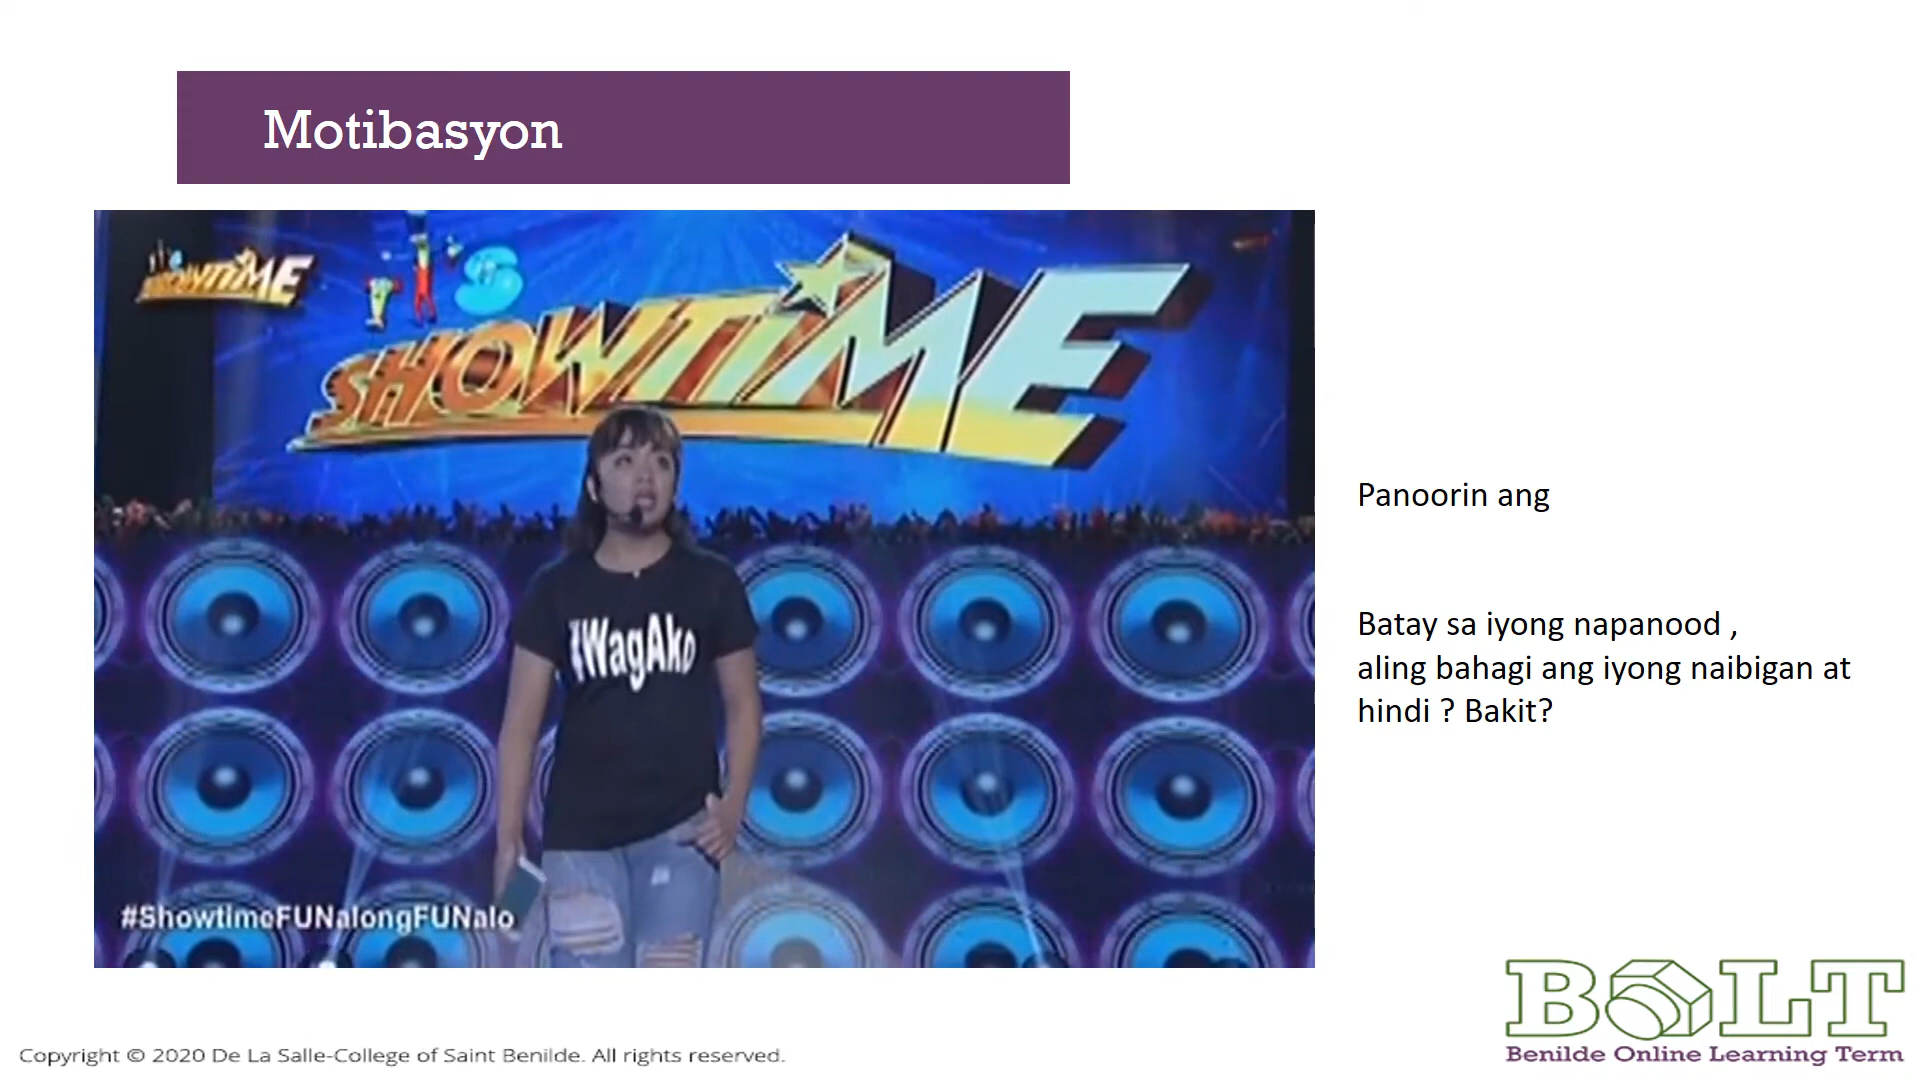 Motibasyon
SHOWTiME
iT'S
SHOWTiME
#WagAko
#ShowtimeFUNalongFUNalo
Panoorin ang
Batay sa iyong napanood ,
aling bahagi ang iyong naibigan at
hindi ? Bakit?
BOLT
Benilde Online Learning Term
Copyright © 2020 De La Salle-College of Saint Benilde. All rights reserved.